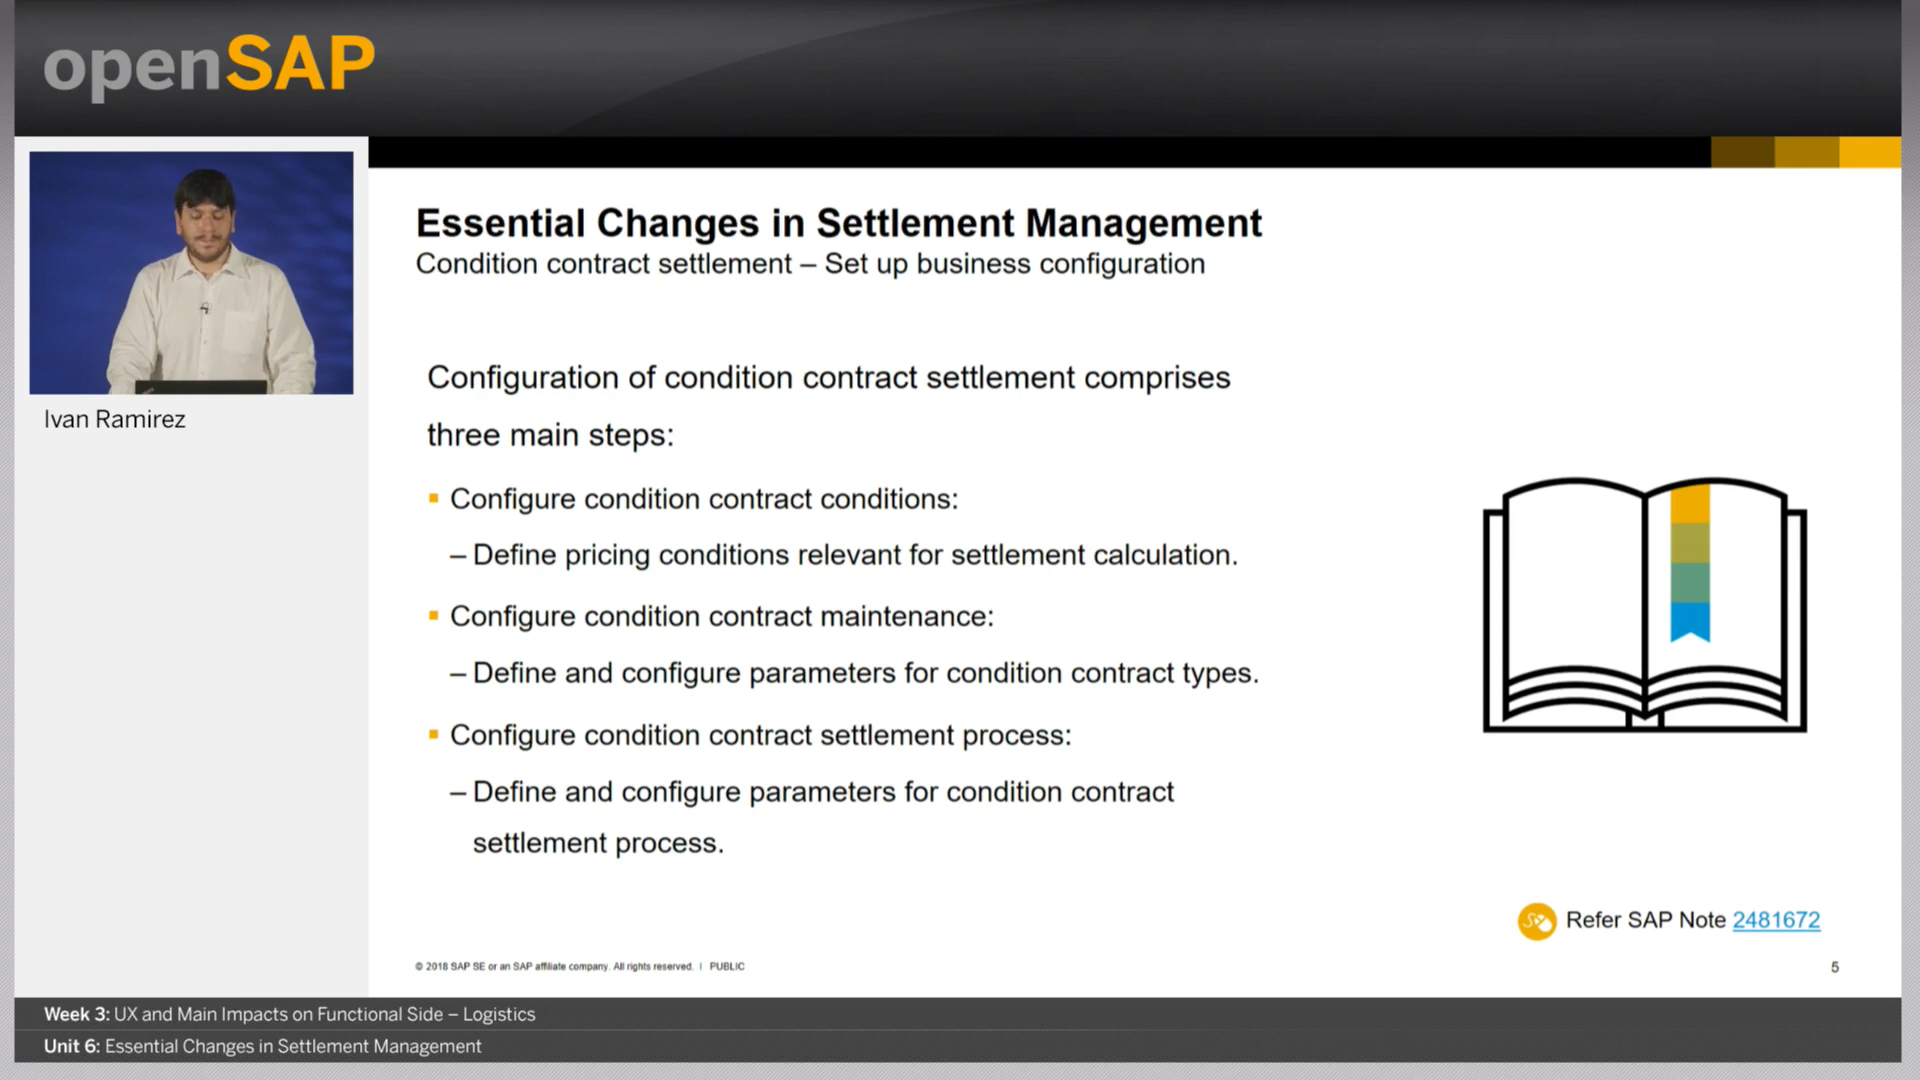 openSAP
Ivan Ramirez
Essential Changes in Settlement Management
Condition contract settlement – Set up business configuration
Configuration of condition contract settlement comprises
three main steps:
Configure condition contract conditions:
– Define pricing conditions relevant for settlement calculation.
Configure condition contract maintenance:
– Define and configure parameters for condition contract types.
Configure condition contract settlement process:
– Define and configure parameters for condition contract
settlement process.
Refer SAP Note 2481672
© 2018 SAP SE or an SAP affiliate company. All rights reserved. | PUBLIC
5
Week 3: UX and Main Impacts on Functional Side – Logistics
Unit 6: Essential Changes in Settlement Management